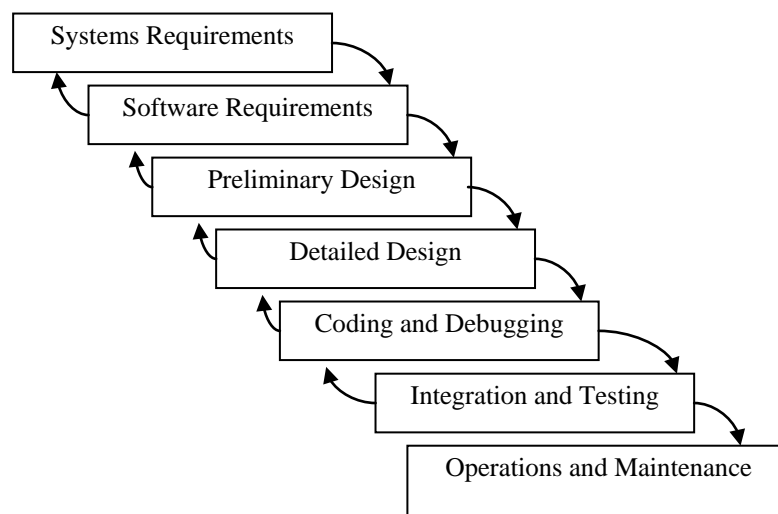 Systems Requirements
Software Requirements
Preliminary Design
Detailed Design
Coding and Debugging
Integration and Testing
Operations and Maintenance